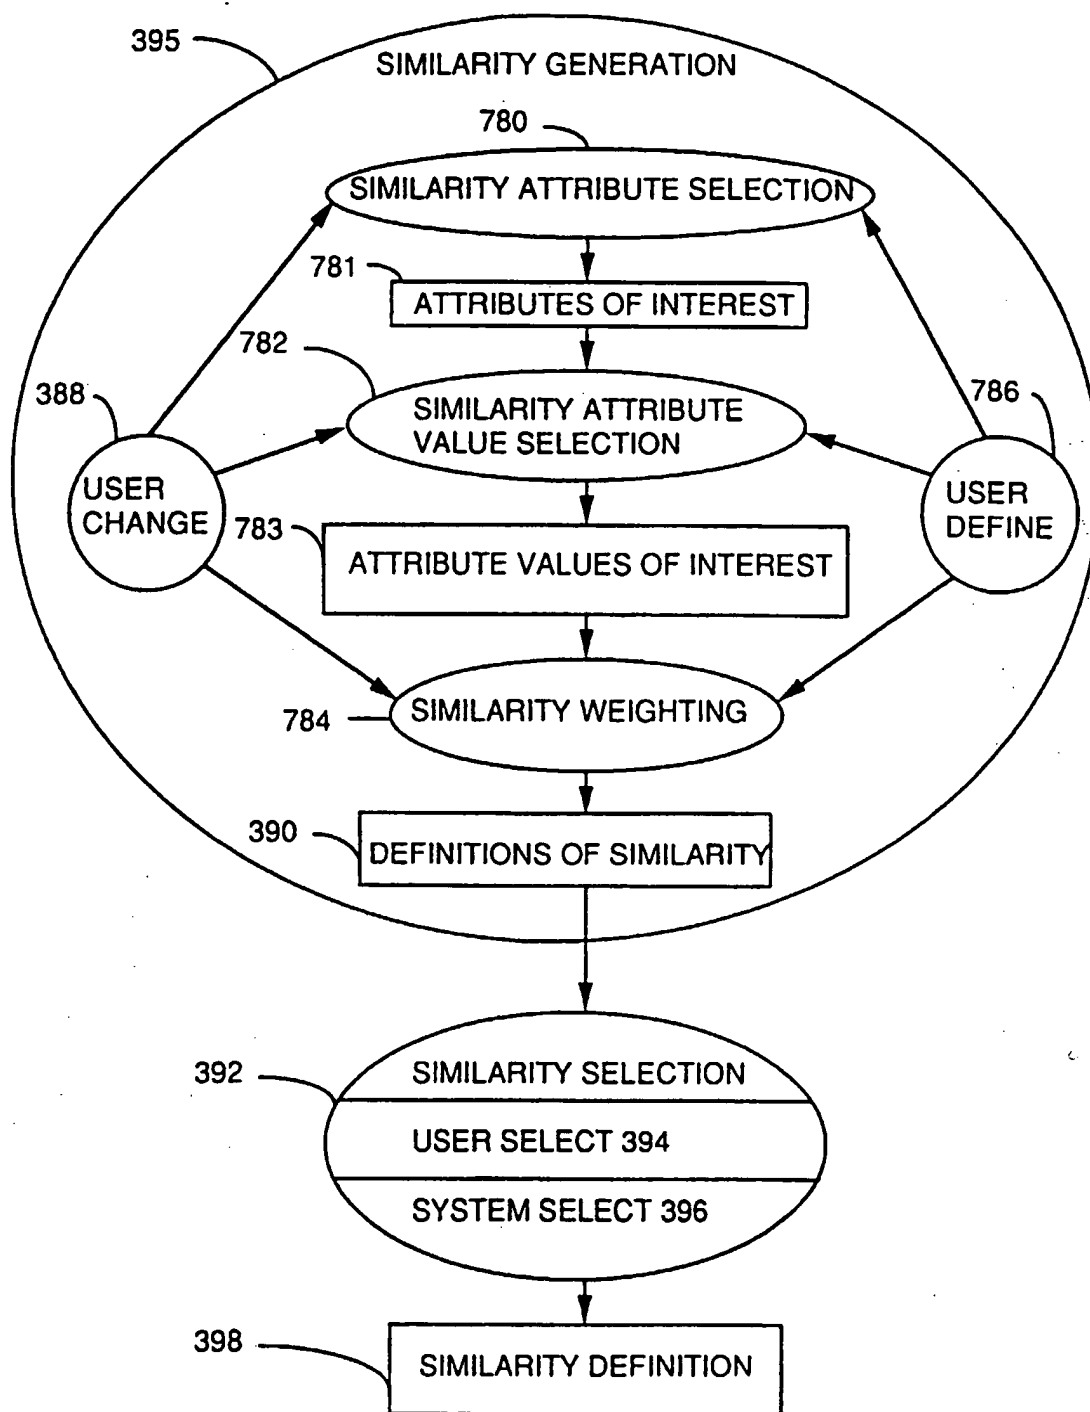 395
SIMILARITY GENERATION
780
SIMILARITY ATTRIBUTE SELECTION
781
ATTRIBUTES OF INTEREST
782
388
SIMILARITY ATTRIBUTE
VALUE SELECTION
786
USER
CHANGE
USER
DEFINE
783
ATTRIBUTE VALUES OF INTEREST
784
SIMILARITY WEIGHTING
390
DEFINITIONS OF SIMILARITY
392
SIMILARITY SELECTION
USER SELECT 394
SYSTEM SELECT 396
398
SIMILARITY DEFINITION